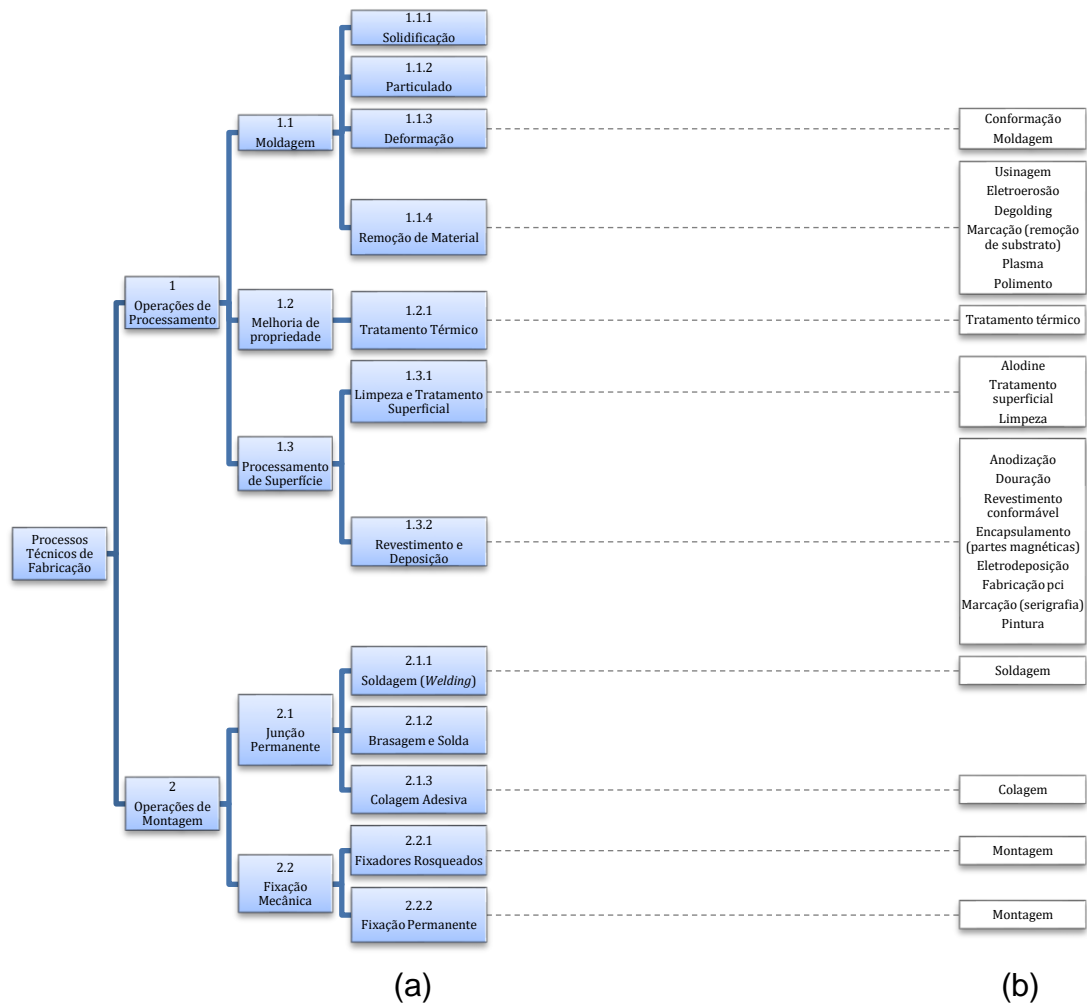 1.1.1
Solidificação
1.1.2
Particulado
1.1
Moldagem
1.1.3
Deformação
Conformação
Moldagem
1.1.4
Remoção de Material
Usinagem
Eletroerosão
Degolding
Marcação (remoção
de substrato)
Plasma
Polimento
1
Operações de
Processamento
1.2
Melhoria de
propriedade
1.2.1
Tratamento Térmico
Tratamento térmico
1.3.1
Limpeza e Tratamento
Superficial
Alodine
Tratamento
superficial
Limpeza
1.3
Processamento
de Superfície
1.3.2
Revestimento e
Deposição
Anodização
Douração
Revestimento
conformável
Encapsulamento
(partes magnéticas)
Eletrodeposição
Fabricação pci
Marcação (serigrafia)
Pintura
Processos
Técnicos de
Fabricação
2.1.1
Soldagem (Welding)
Soldagem
2.1
Junção
Permanente
2.1.2
Brasagem e Solda
2.1.3
Colagem Adesiva
Colagem
2
Operações de
Montagem
2.2.1
Fixadores Rosqueados
Montagem
2.2
Fixação
Mecânica
2.2.2
Fixação Permanente
Montagem
(a)
(b)